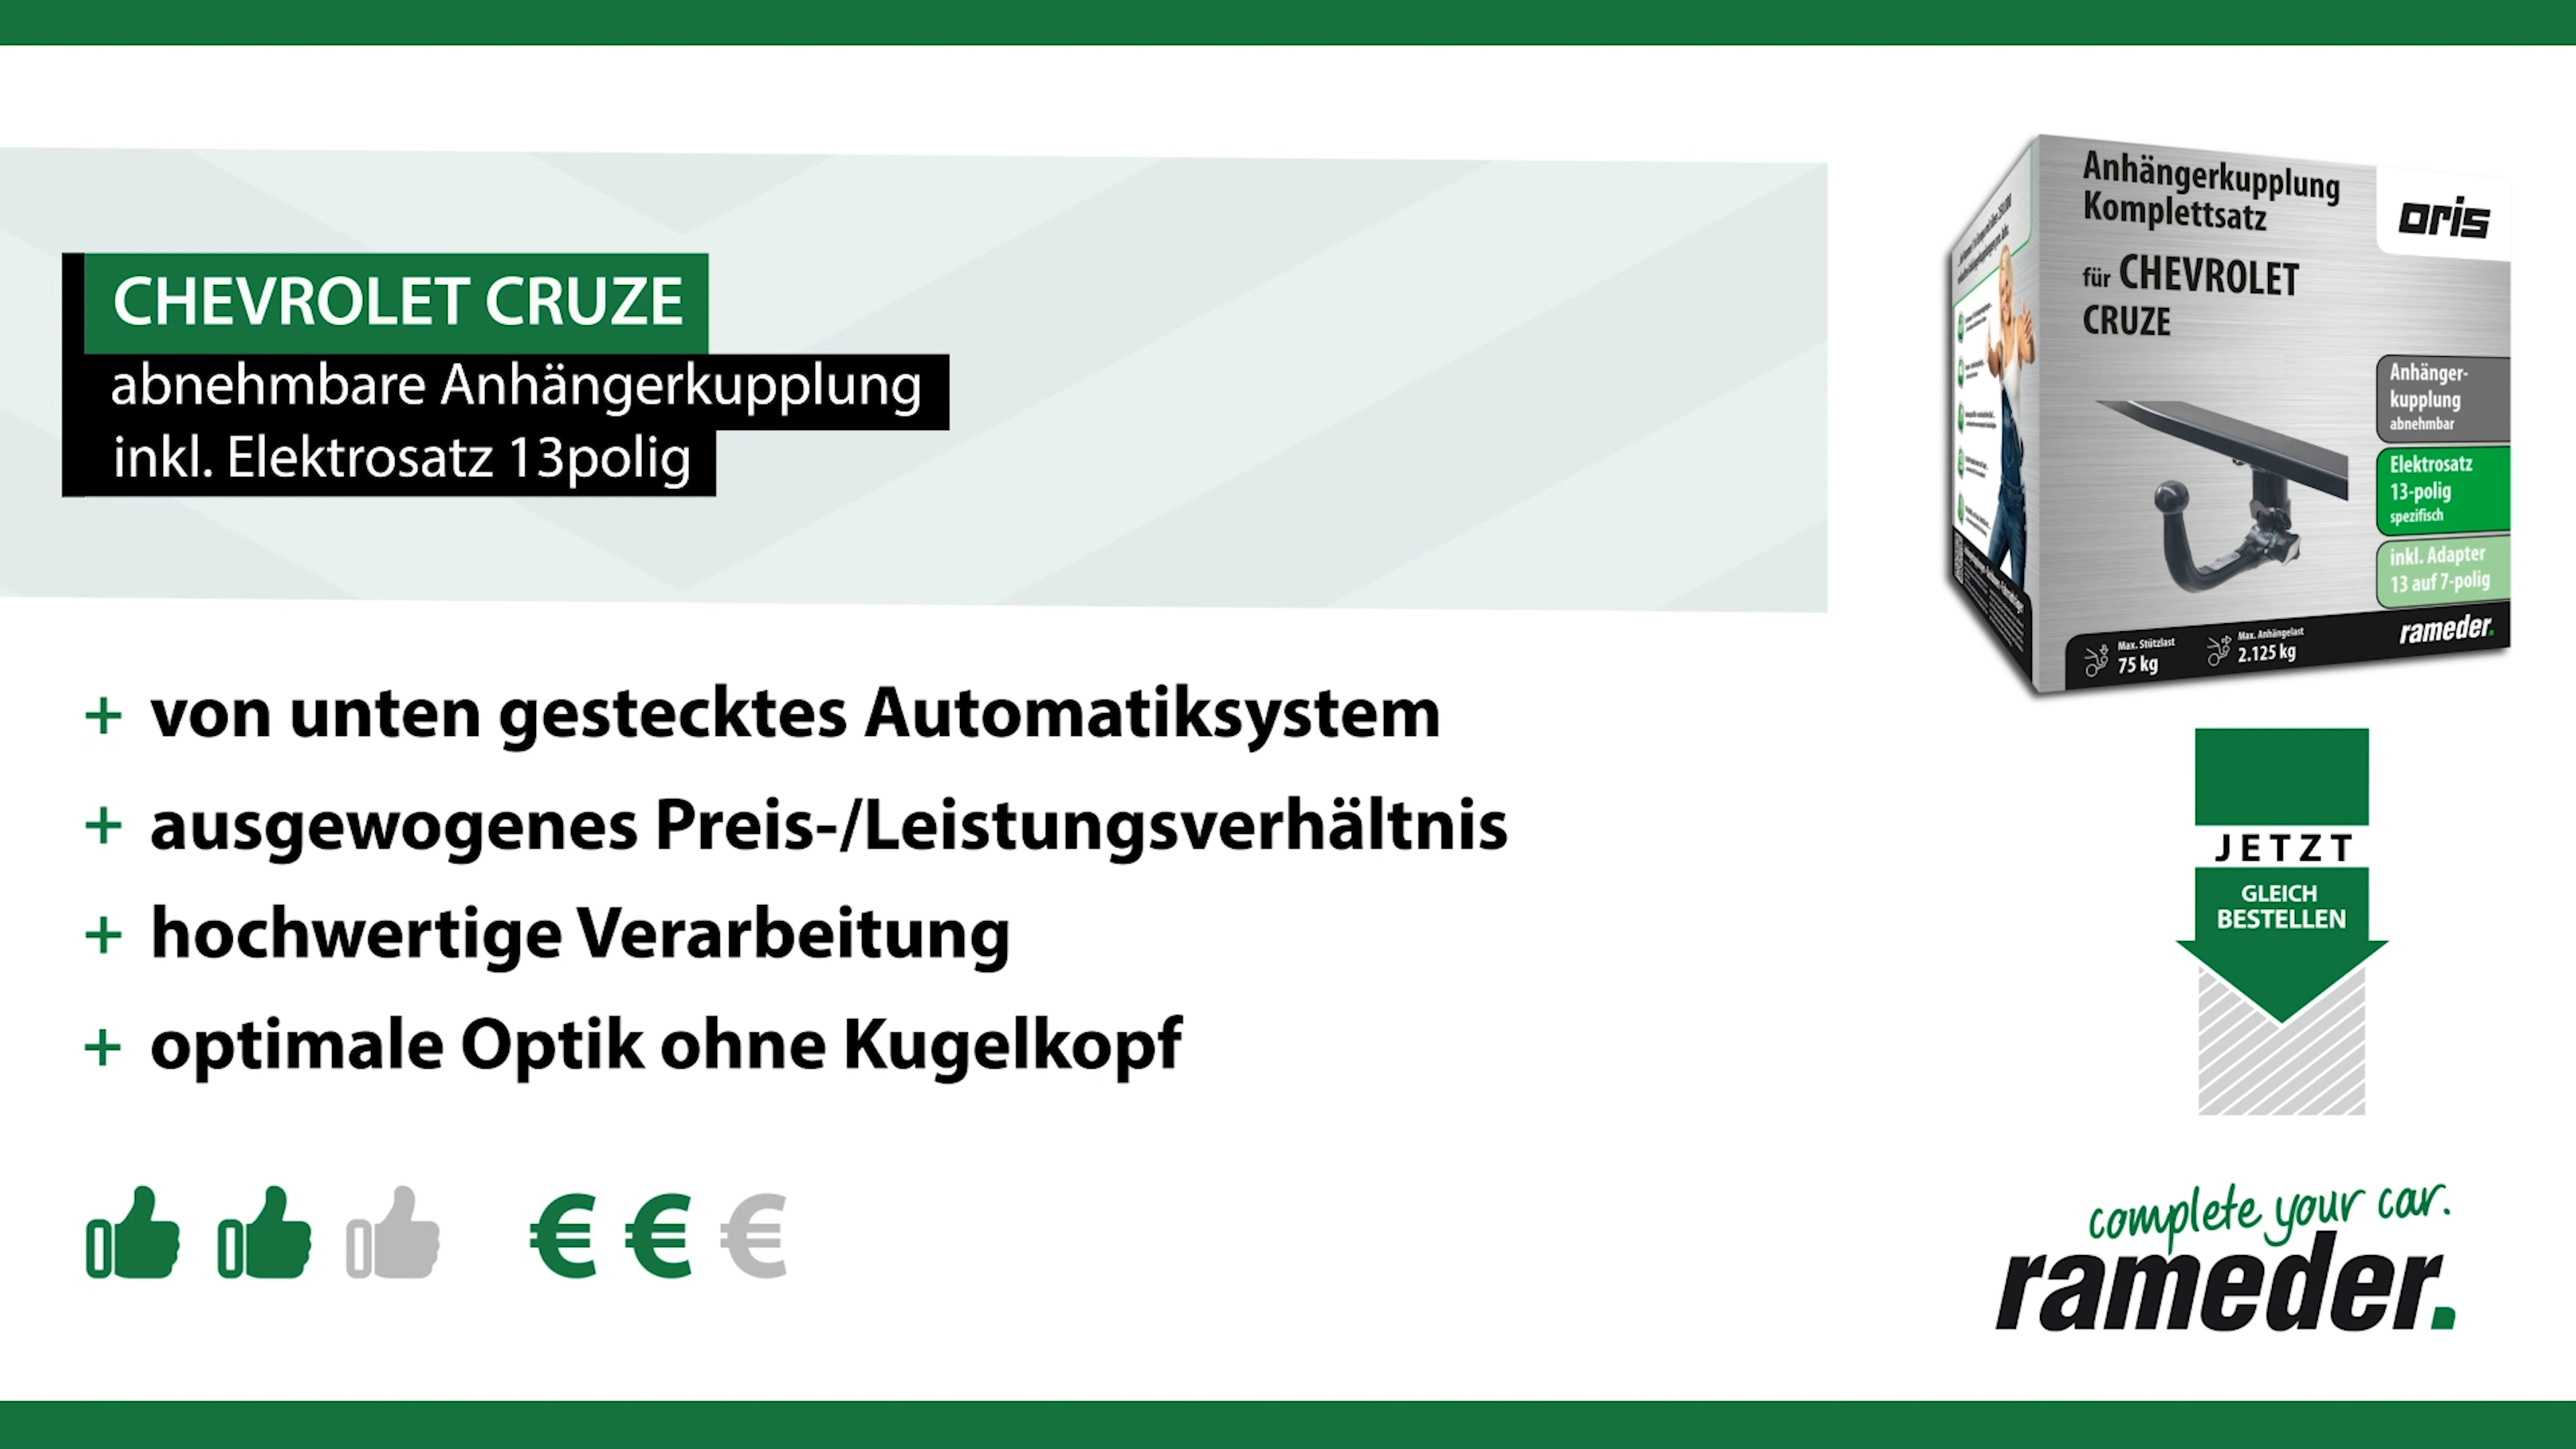 CHEVROLET CRUZE
abnehmbare Anhängerkupplung
inkl. Elektrosatz 13polig
+ von unten gestecktes Automatiksystem
+ ausgewogenes Preis-/Leistungsverhältnis
+ hochwertige Verarbeitung
+ optimale Optik ohne Kugelkopf
€ € €
Anhängerkupplung
Komplettsatz
für CHEVROLET
CRUZE
oris
Anhänger-
kupplung
abnehmbar
Elektrosatz
13-polig
spezifisch
inkl. Adapter
13 auf 7-polig
Max. Stützlast
75 kg
Max. Anhängelast
2.125 kg
rameder.
JETZT
GLEICH
BESTELLEN
complete your car.
rameder.